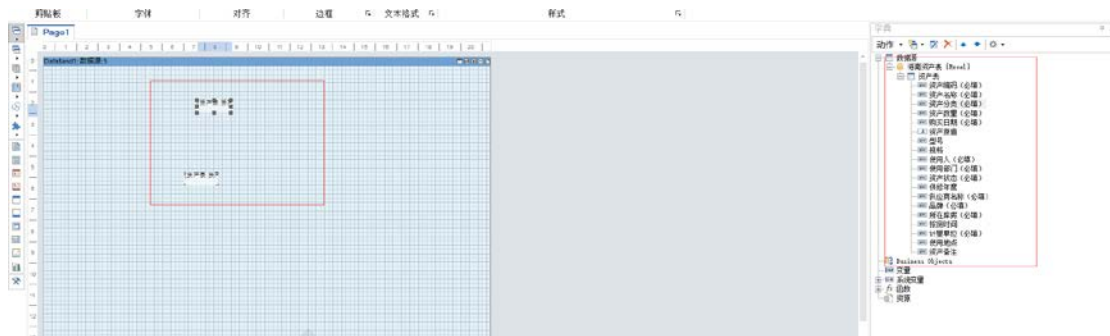 剪贴板 字体 对齐 边框 文本格式 样式
Page1
字典
动作
Databand1; 数据源:1
数据源
资产表
资产编码（必填）
资产名称（必填）
资产分类（必填）
资产数量（必填）
购买日期（必填）
资产原值
型号
规格
使用人（必填）
使用部门（必填）
资产状态（必填）
供给年度
供应商名称（必填）
品牌（必填）
所在库房（必填）
计量单位（必填）
使用地点
资产备注
Business Objects
变量
系统变量
函数
资源